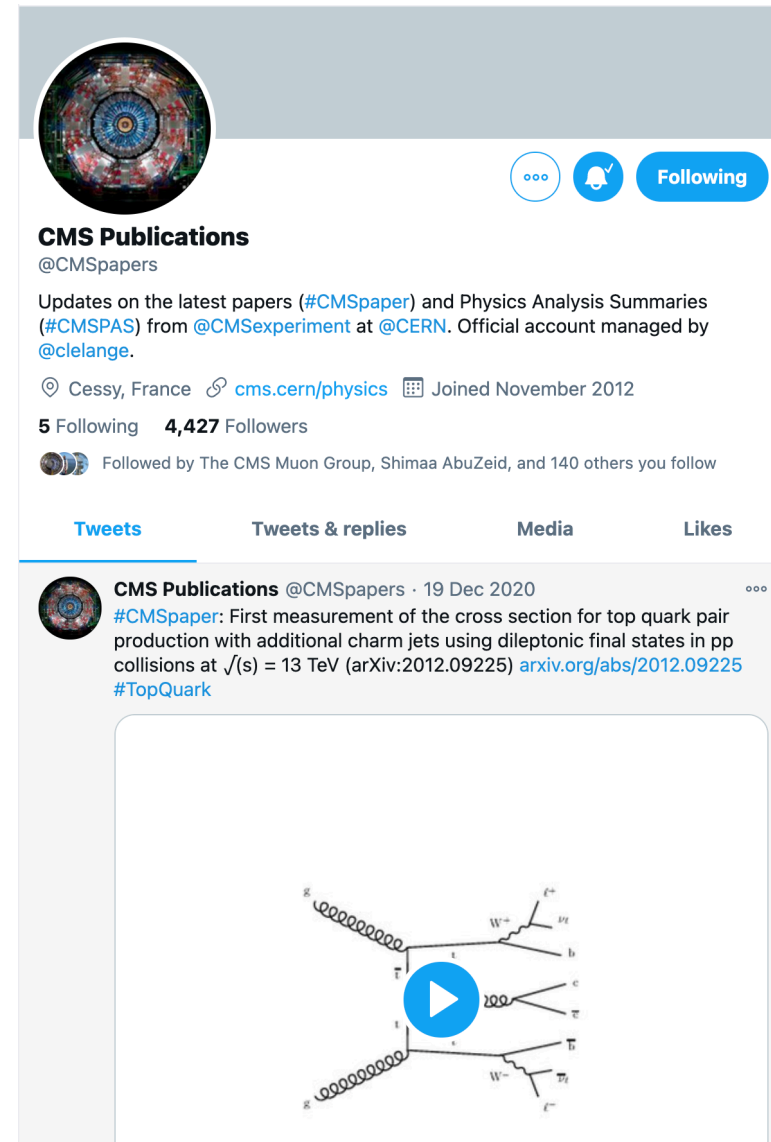 Following
CMS Publications
@CMSpapers
Updates on the latest papers (#CMSpaper) and Physics Analysis Summaries
(#CMSPAS) from @CMSexperiment at @CERN. Official account managed by
@clelange.
Cessy, France cms.cern/physics Joined November 2012
5 Following 4,427 Followers
Followed by The CMS Muon Group, Shimaa AbuZeid, and 140 others you follow
Tweets Tweets & replies Media Likes
CMS Publications @CMSpapers · 19 Dec 2020
#CMSpaper: First measurement of the cross section for top quark pair
production with additional charm jets using dileptonic final states in pp
collisions at √(s) = 13 TeV (arXiv:2012.09225) arxiv.org/abs/2012.09225
#TopQuark
g
ℓ+
W+
νℓ
t
b
t̅
c
c̅
t
t
b̅
W−
ν̅ℓ
g
ℓ−